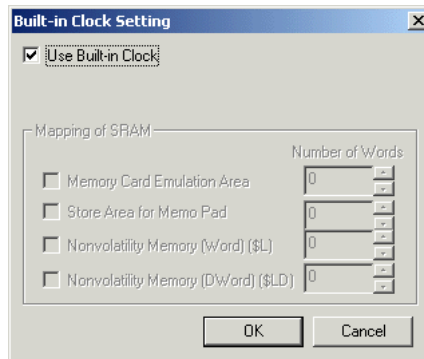 Built-in Clock Setting
Use Built-in Clock
Mapping of SRAM
Number of Words
Memory Card Emulation Area 0
Store Area for Memo Pad 0
Nonvolatility Memory (Word) ($L) 0
Nonvolatility Memory (DWord) ($LD) 0
OK Cancel